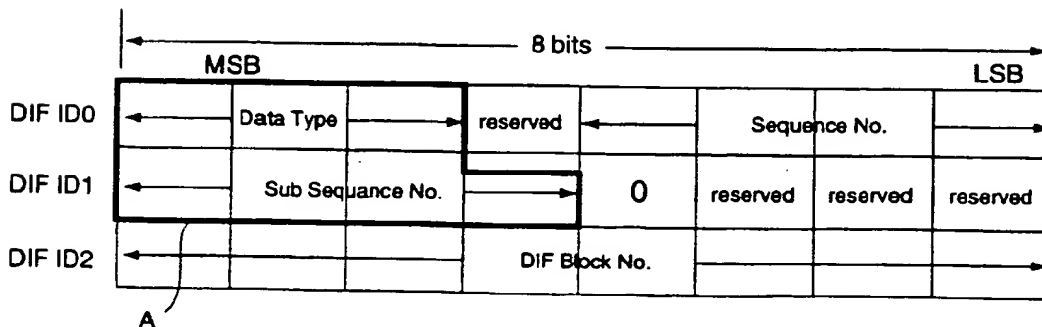 8 bits
MSB LSB
DIF ID0 Data Type reserved Sequence No.
DIF ID1 Sub Sequance No. 0 reserved reserved reserved
DIF ID2 DIF Block No.
A